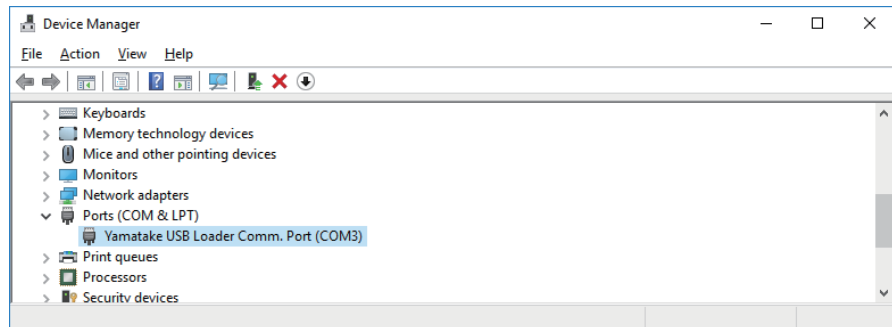 Device Manager
File Action View Help
Keyboards
Memory technology devices
Mice and other pointing devices
Monitors
Network adapters
Ports (COM & LPT)
Yamatake USB Loader Comm. Port (COM3)
Print queues
Processors
Security devices